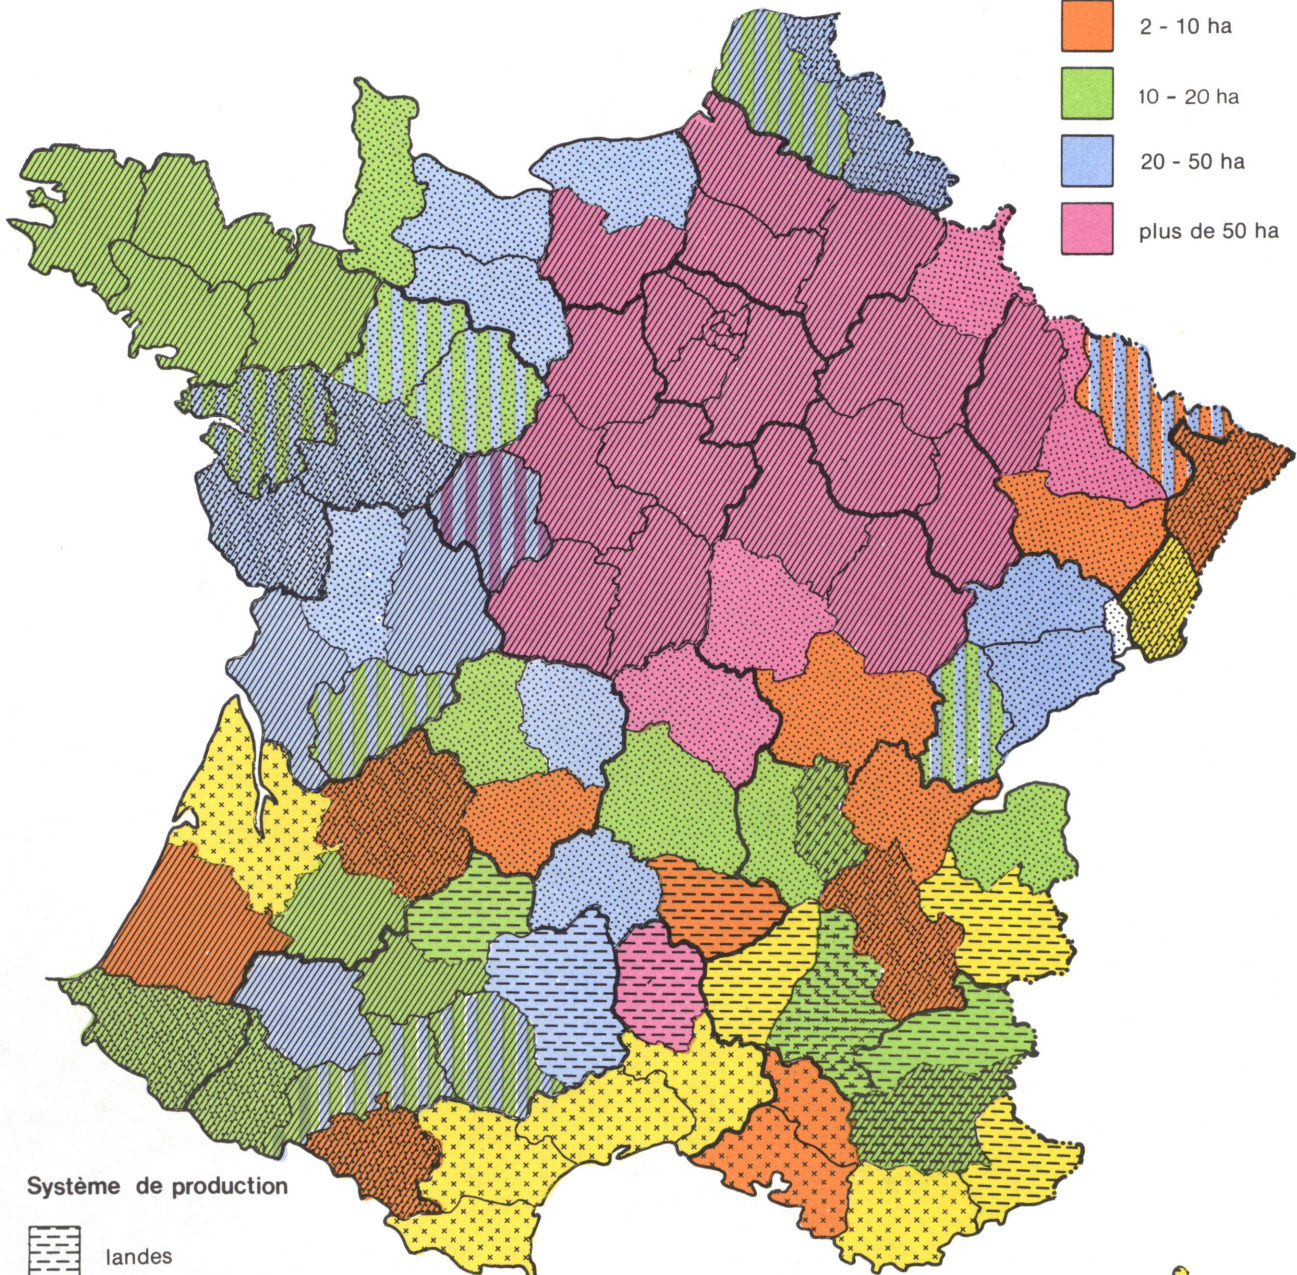 2 - 10 ha
10 - 20 ha
20 - 50 ha
plus de 50 ha
Système de production
landes